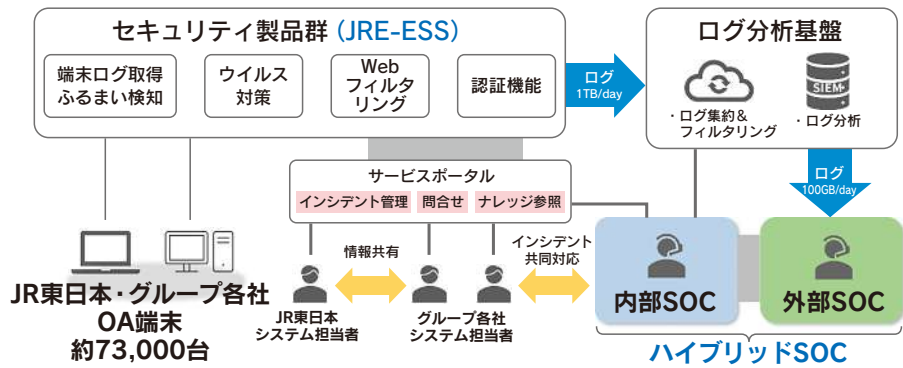 セキュリティ製品群（JRE-ESS）
端末ログ取得
ふるまい検知
ウイルス
対策
Web
フィルタ
リング
認証機能
ログ
1TB/day
ログ分析基盤
・ログ集約＆
フィルタリング
SIEM
・ログ分析
ログ
100GB/day
サービスポータル
インシデント管理
問合せ
ナレッジ参照
情報共有
インシデント
共同対応
JR東日本・グループ各社
OA端末
約73,000台
JR東日本
システム担当者
グループ各社
システム担当者
内部SOC
外部SOC
ハイブリッドSOC